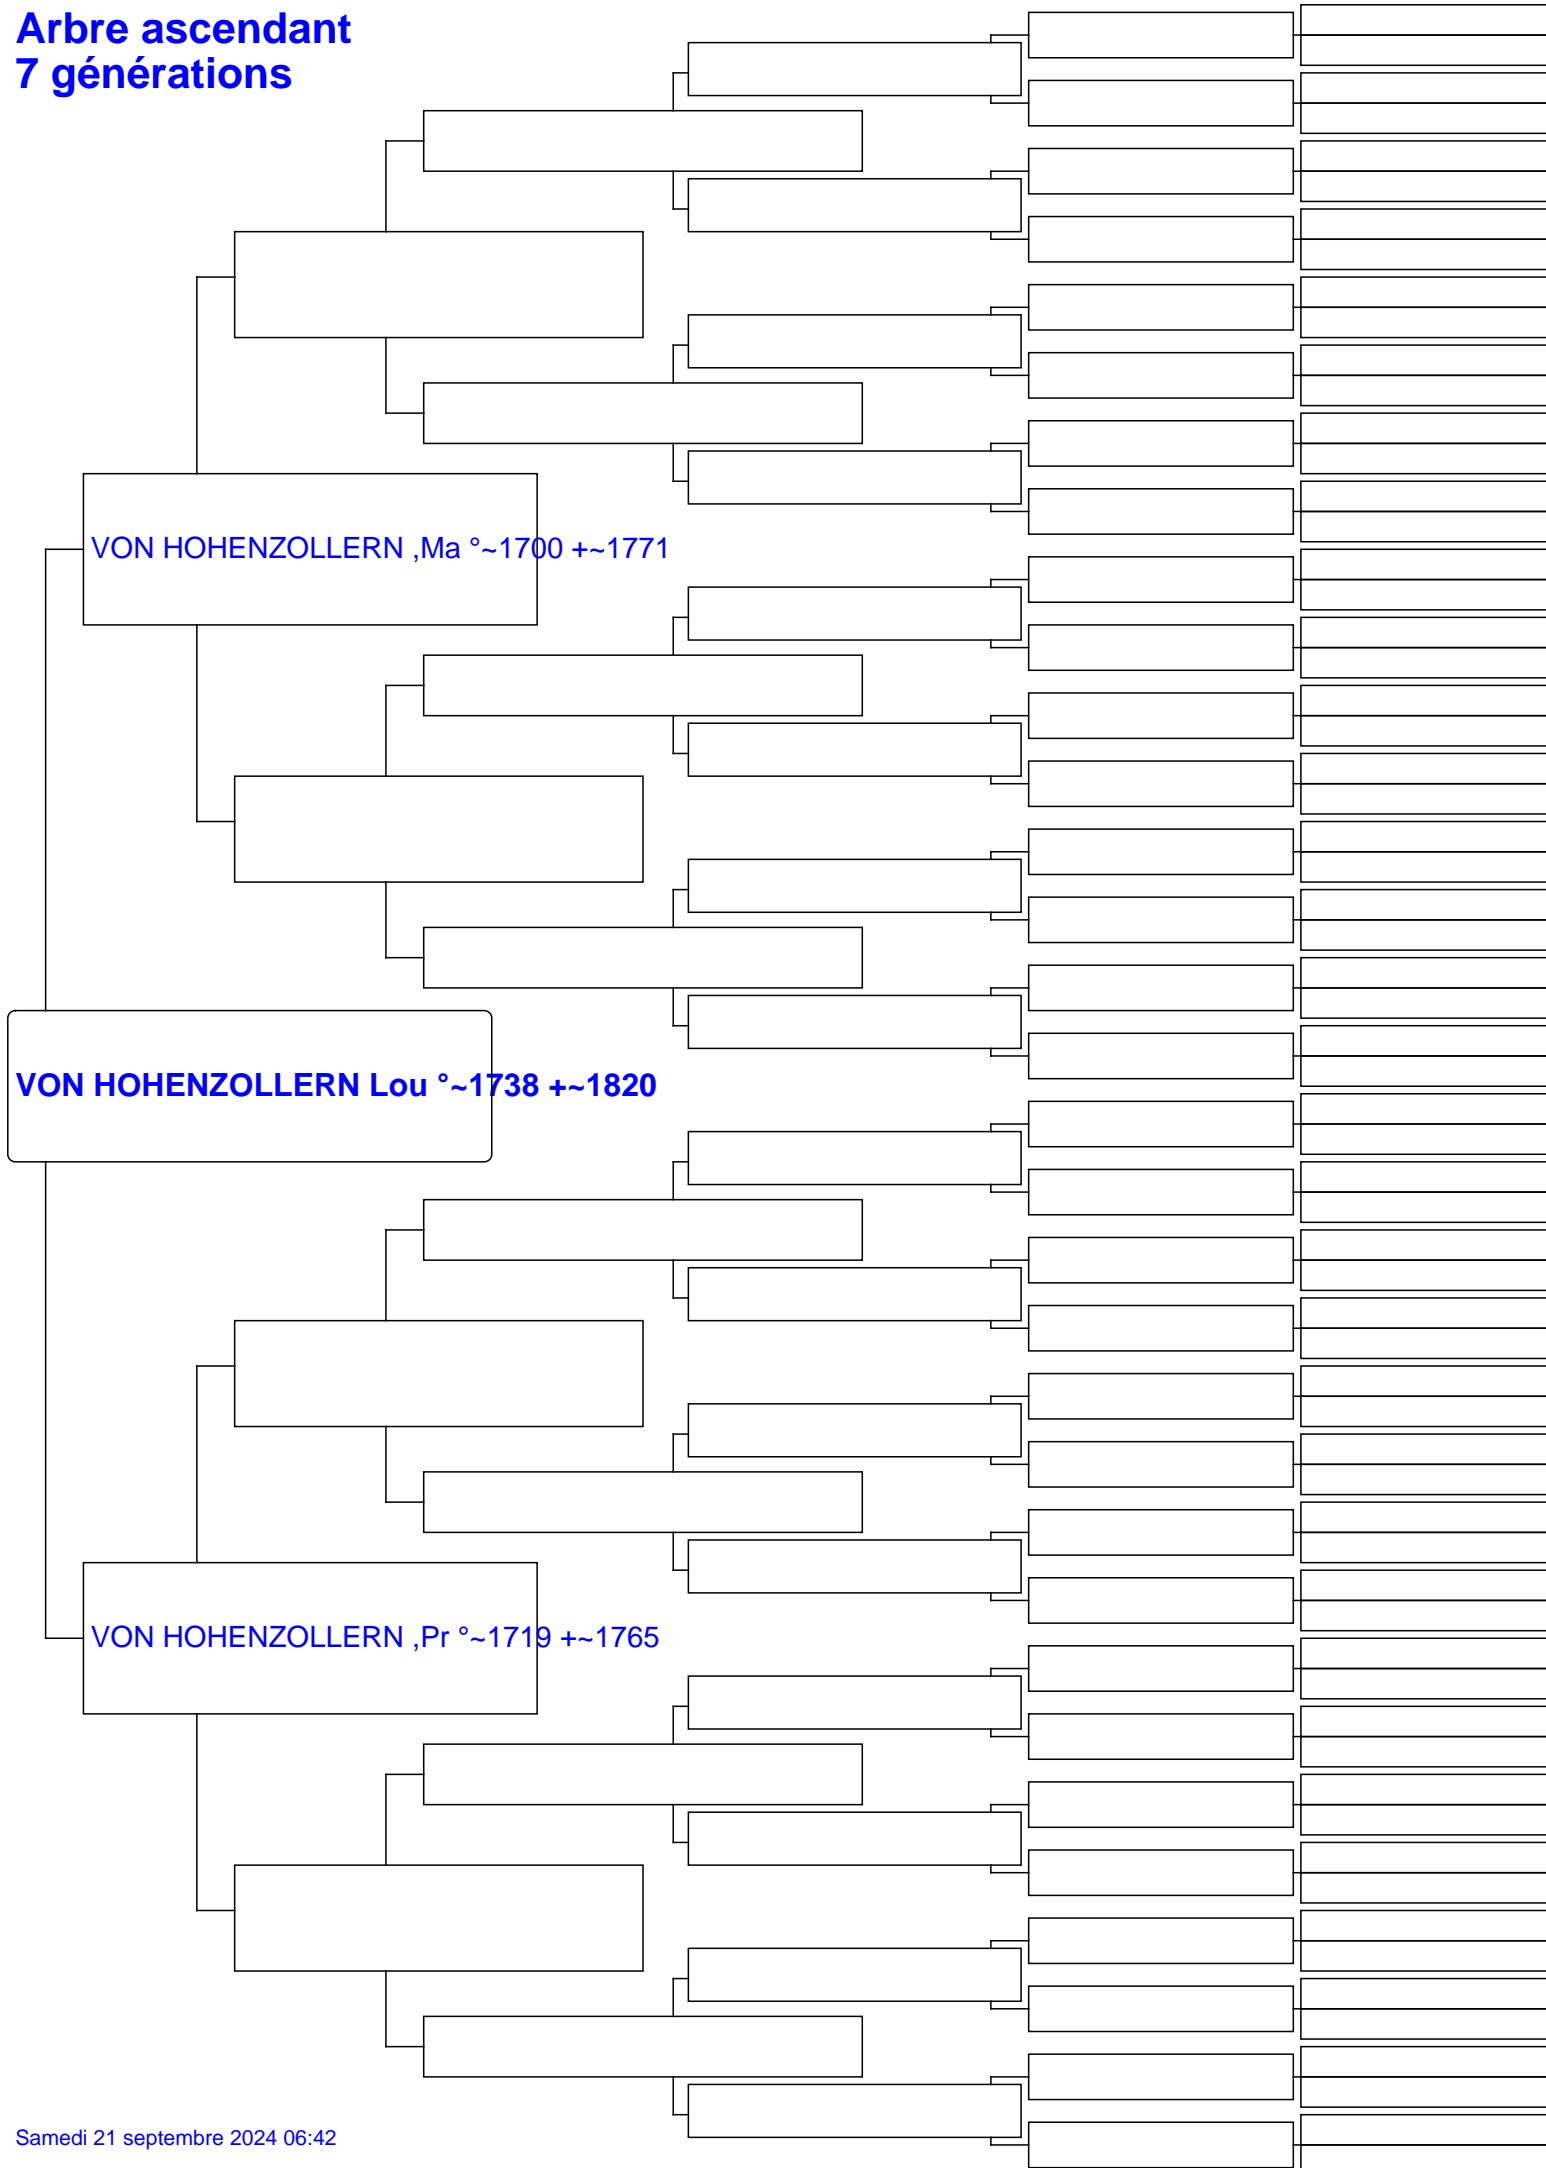 Arbre ascendant
7 générations
VON HOHENZOLLERN ,Ma °~1700 +~1771
VON HOHENZOLLERN Lou °~1738 +~1820
VON HOHENZOLLERN ,Pr °~1719 +~1765
Samedi 21 septembre 2024 06:42